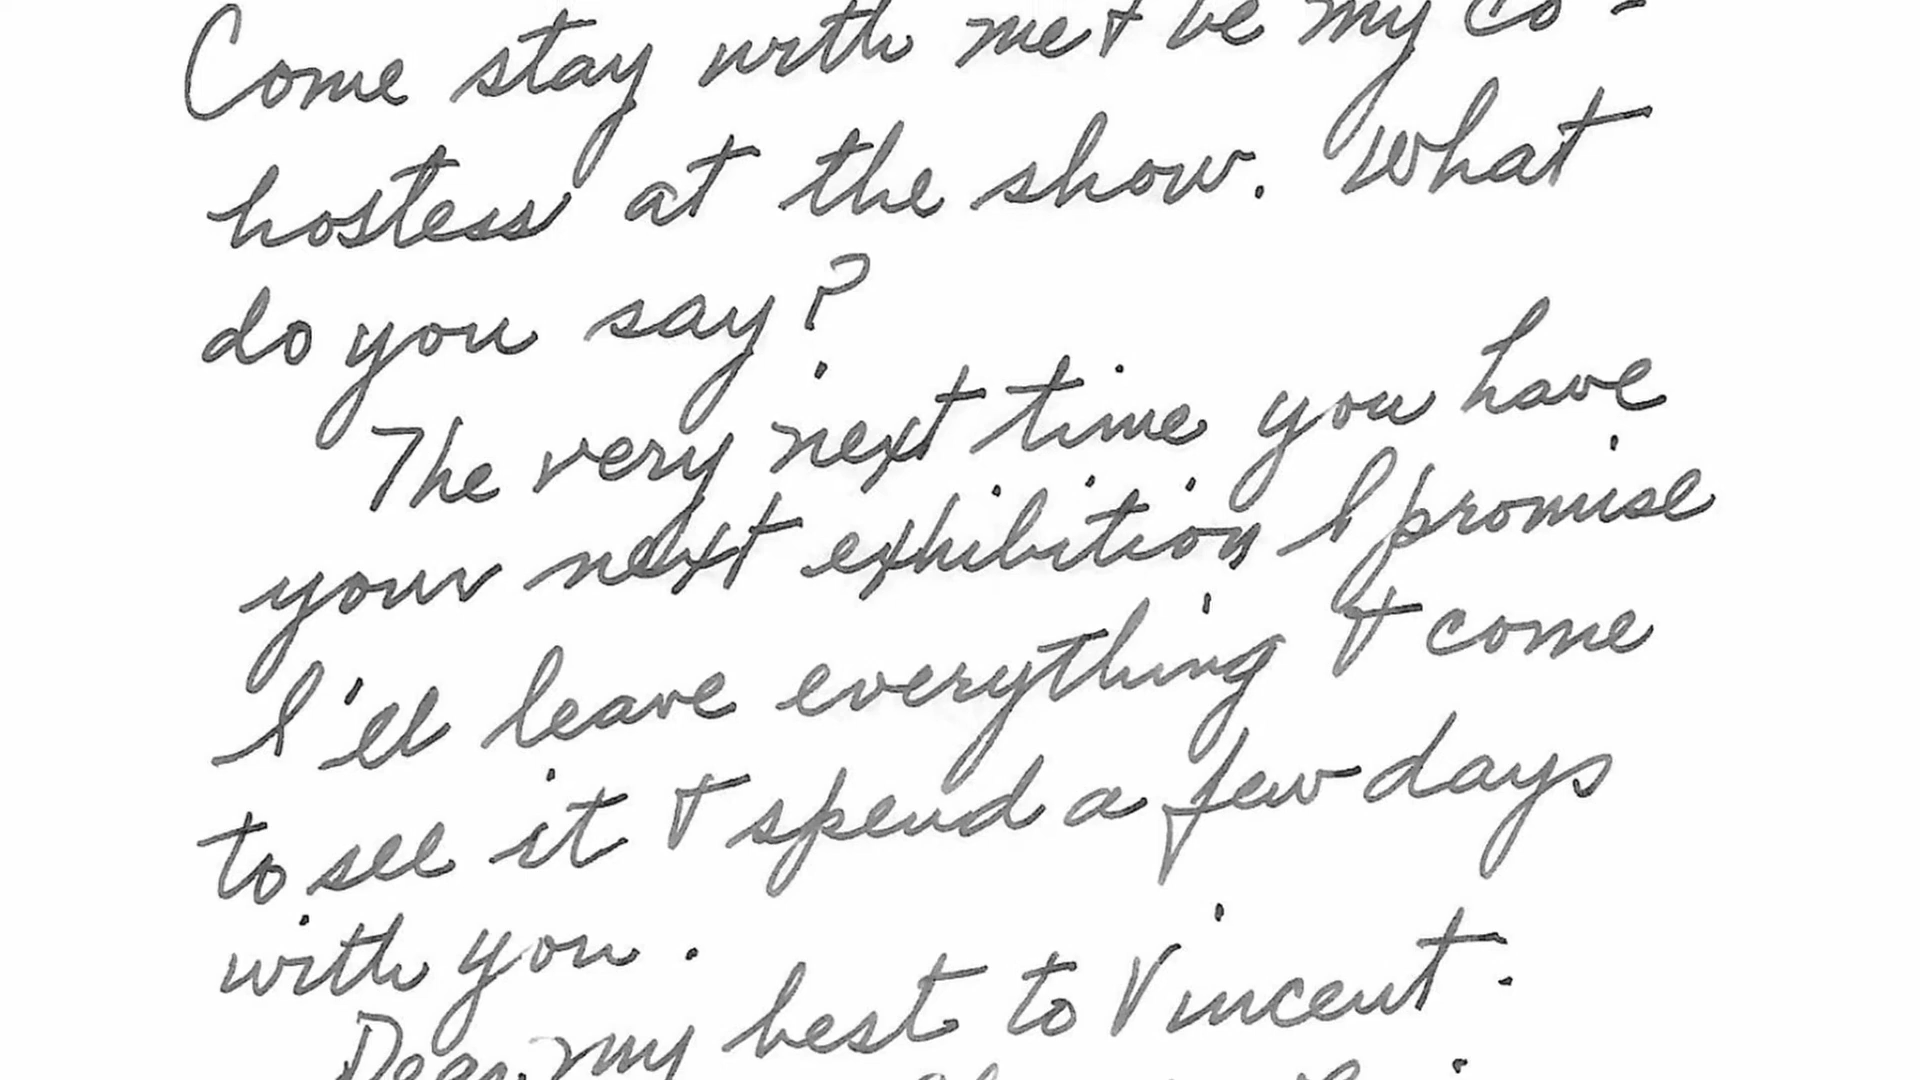 Come stay with me & be my co-
hostess at the show. What
do you say?
The very next time you have
your next exhibition I promise
I'll leave everything & come
to see it & spend a few days
with you.
Dear, my best to Vincent.